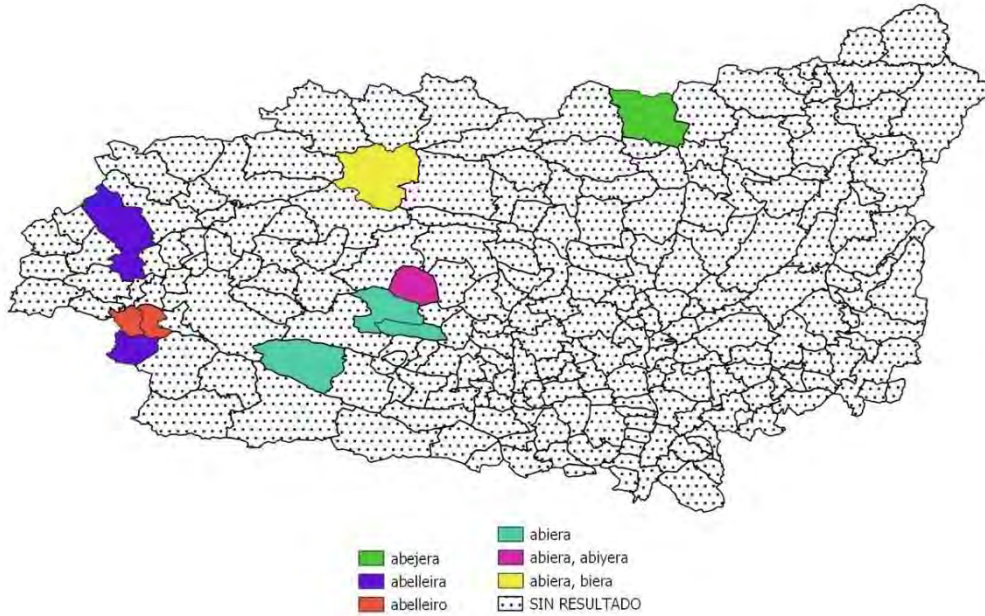 abejera
abelleira
abelleiro
abiera
abiera, abiyera
abiera, biera
SIN RESULTADO